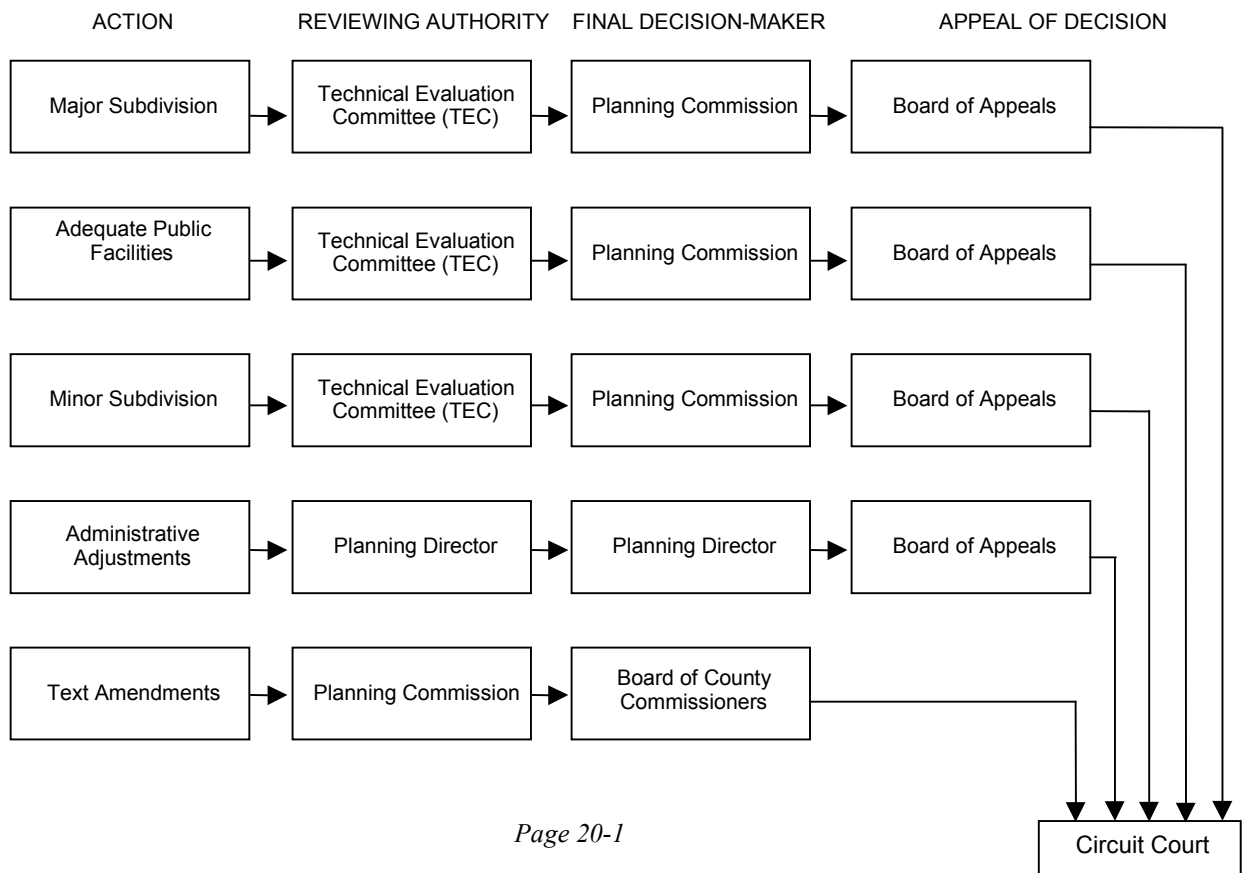 ACTION REVIEWING AUTHORITY FINAL DECISION-MAKER APPEAL OF DECISION
Major Subdivision
Technical Evaluation
Committee (TEC)
Planning Commission
Board of Appeals
Adequate Public
Facilities
Technical Evaluation
Committee (TEC)
Planning Commission
Board of Appeals
Minor Subdivision
Technical Evaluation
Committee (TEC)
Planning Commission
Board of Appeals
Administrative
Adjustments
Planning Director
Planning Director
Board of Appeals
Text Amendments
Planning Commission
Board of County
Commissioners
Circuit Court
Page 20-1